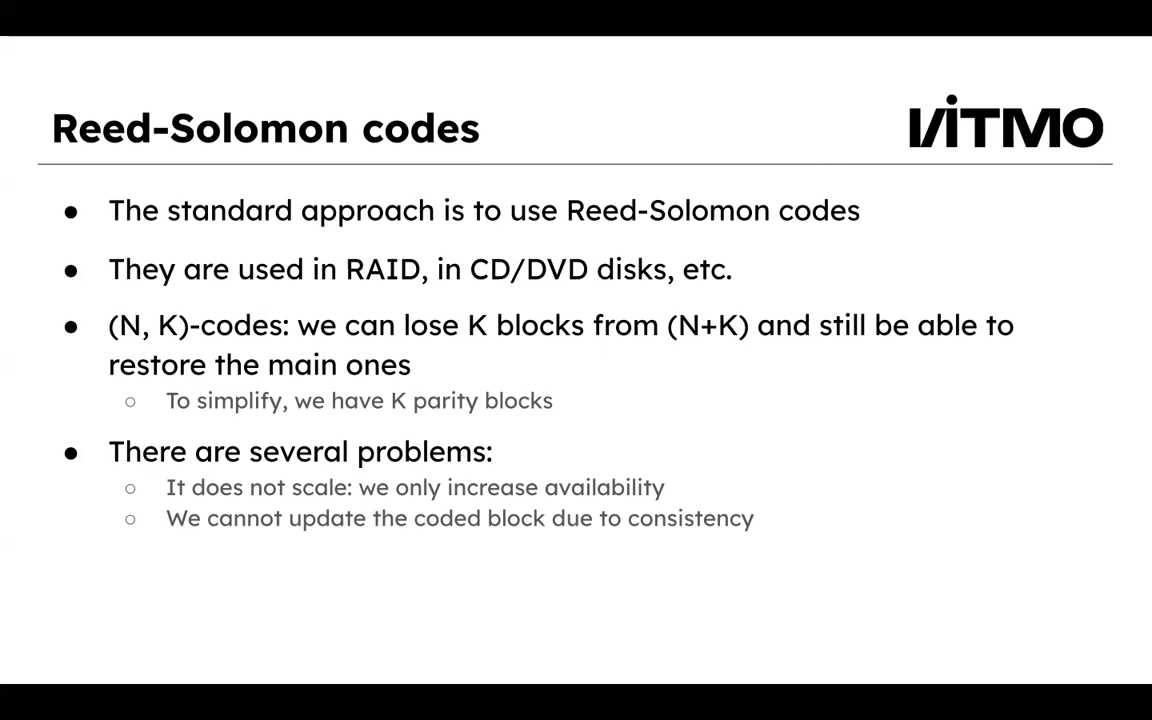 Reed-Solomon codes
ITMO
● The standard approach is to use Reed-Solomon codes
● They are used in RAID, in CD/DVD disks, etc.
● (N, K)-codes: we can lose K blocks from (N+K) and still be able to
restore the main ones
○ To simplify, we have K parity blocks
● There are several problems:
○ It does not scale: we only increase availability
○ We cannot update the coded block due to consistency